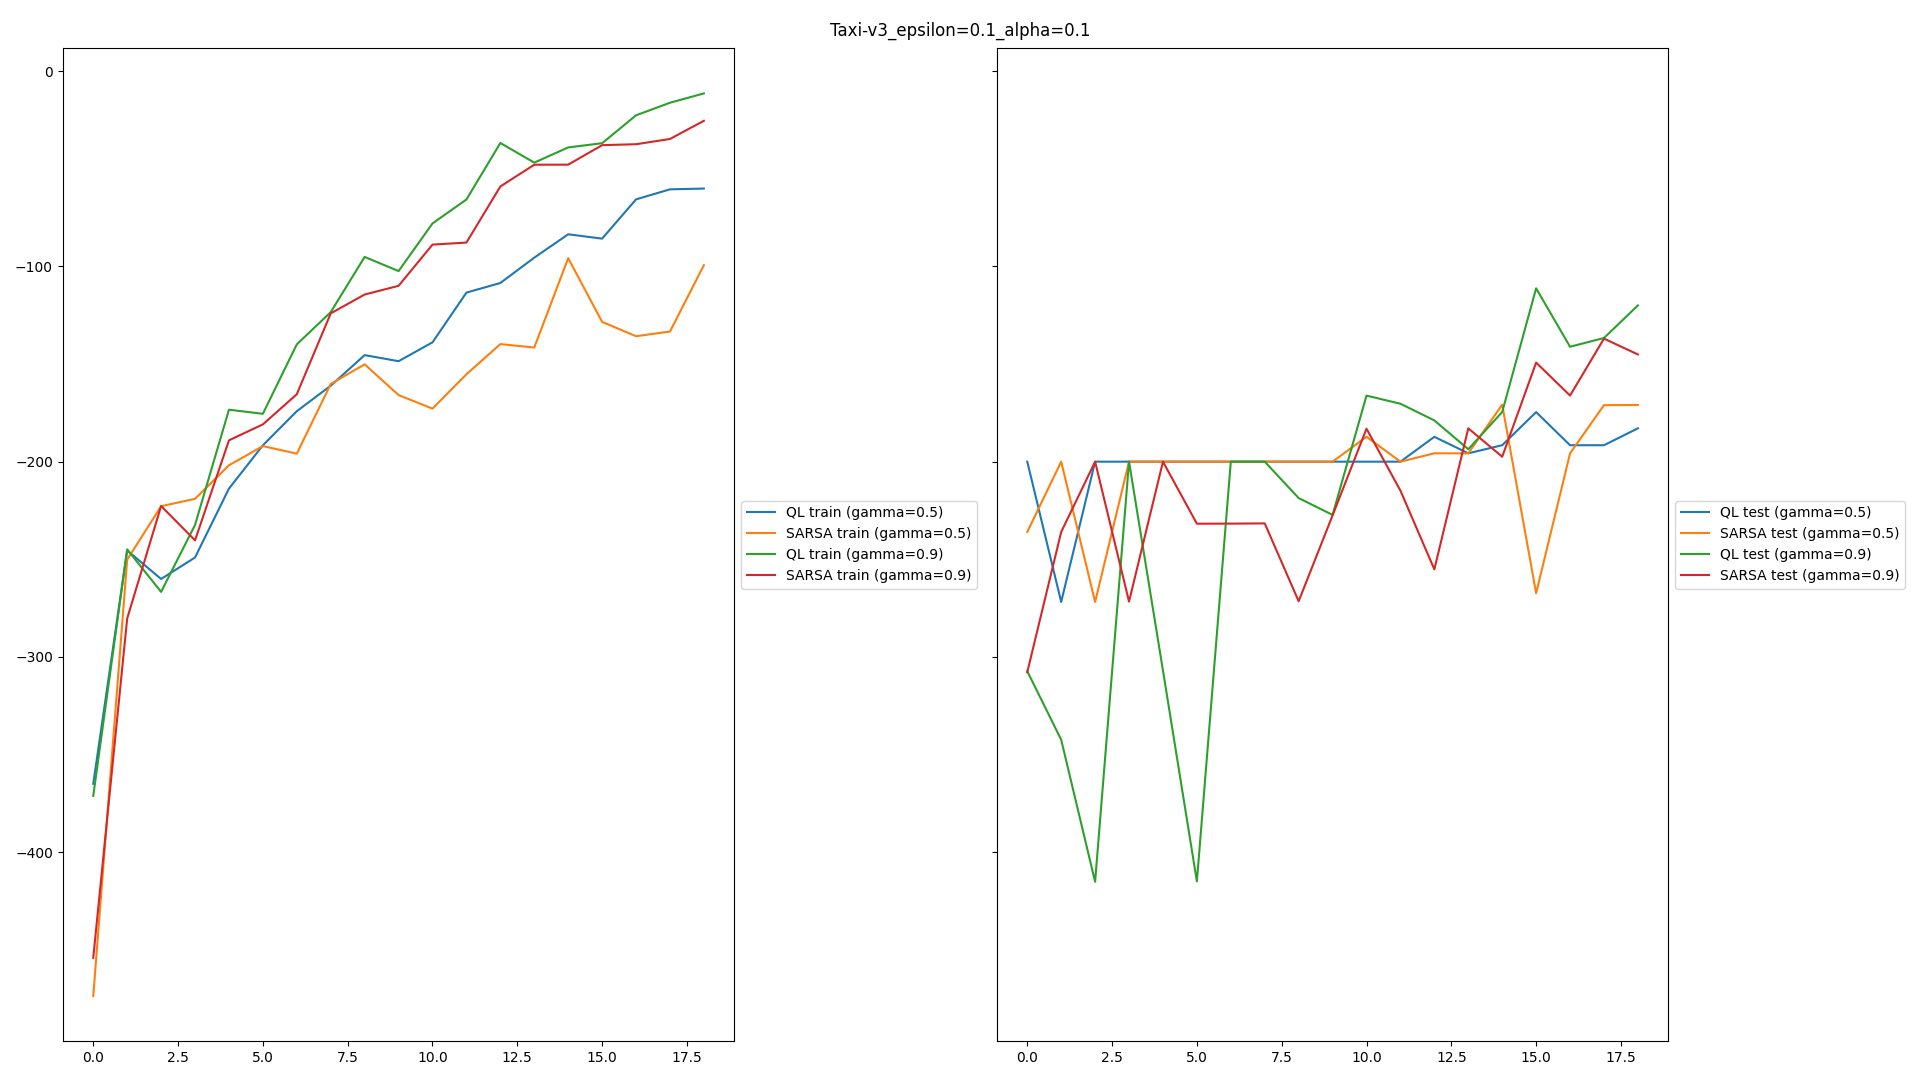 Taxi-v3_epsilon=0.1_alpha=0.1
0
−100
−200
−300
−400
0.0 2.5 5.0 7.5 10.0 12.5 15.0 17.5
QL train (gamma=0.5)
SARSA train (gamma=0.5)
QL train (gamma=0.9)
SARSA train (gamma=0.9)
0.0 2.5 5.0 7.5 10.0 12.5 15.0 17.5
QL test (gamma=0.5)
SARSA test (gamma=0.5)
QL test (gamma=0.9)
SARSA test (gamma=0.9)